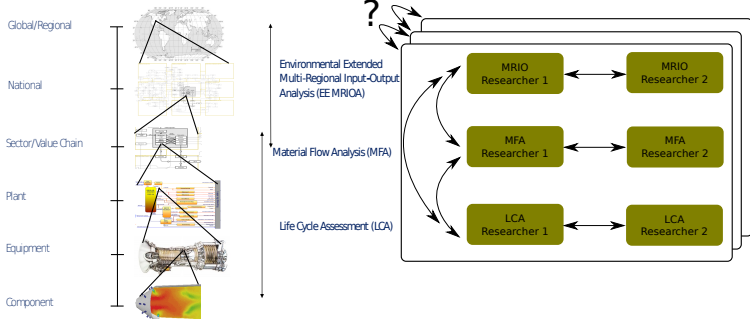 Global/Regional
National
Sector/Value Chain
Plant
Equipment
Component
Environmental Extended
Multi-Regional Input-Output
Analysis (EE MRIOA)
Material Flow Analysis (MFA)
Life Cycle Assessment (LCA)
?
MRIO
Researcher 1
MRIO
Researcher 2
MFA
Researcher 1
MFA
Researcher 2
LCA
Researcher 1
LCA
Researcher 2